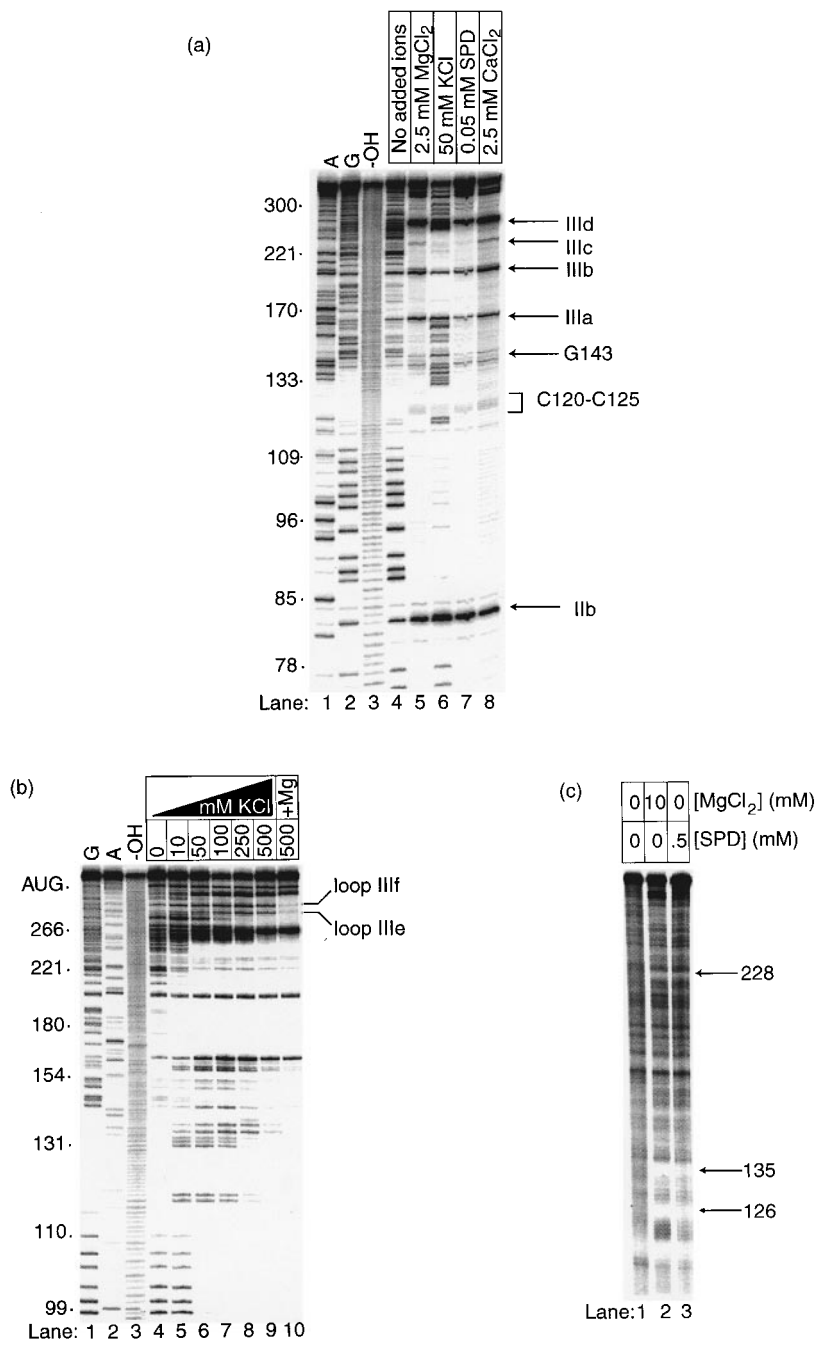 (a)
No added ions
2.5 mM MgCl2
50 mM KCl
0.05 mM SPD
2.5 mM CaCl2
A
G
-OH
300·
221·
170·
133·
109·
96·
85·
78·
IIId
IIIc
IIIb
IIIa
G143
C120-C125
IIb
Lane: 1 2 3 4 5 6 7 8
(b)
mM KCl
+Mg
G
A
-OH
0
10
50
100
250
500
500
AUG·
266·
221·
180·
154·
131·
110·
99·
loop IIIf
loop IIIe
Lane: 1 2 3 4 5 6 7 8 9 10
(c)
0 10 0 [MgCl2] (mM)
0 0 .5 [SPD] (mM)
228
135
126
Lane:1 2 3